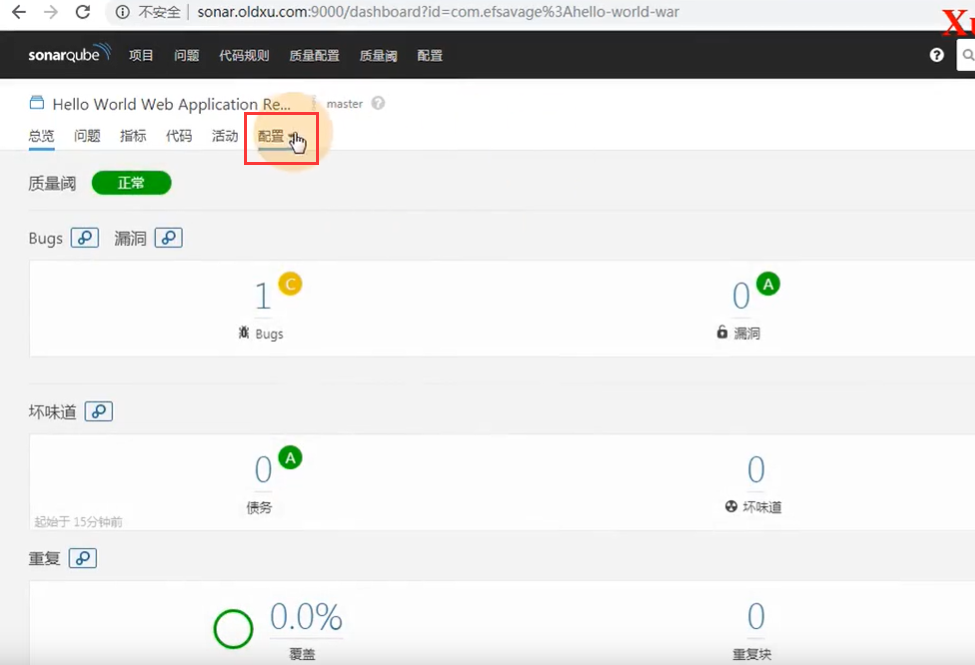 不安全 sonar.oldxu.com:9000/dashboard?id=com.efsavage%3Ahello-world-war
sonarqube 项目 问题 代码规则 质量配置 质量阈 配置 ?
Hello World Web Application Re... master ?
总览 问题 指标 代码 活动 配置
质量阈 正常
Bugs 漏洞
1 C 0 A
Bugs 漏洞
坏味道
0 A 0
债务 坏味道
起始于 15分钟前
重复
0.0% 0
覆盖 重复块